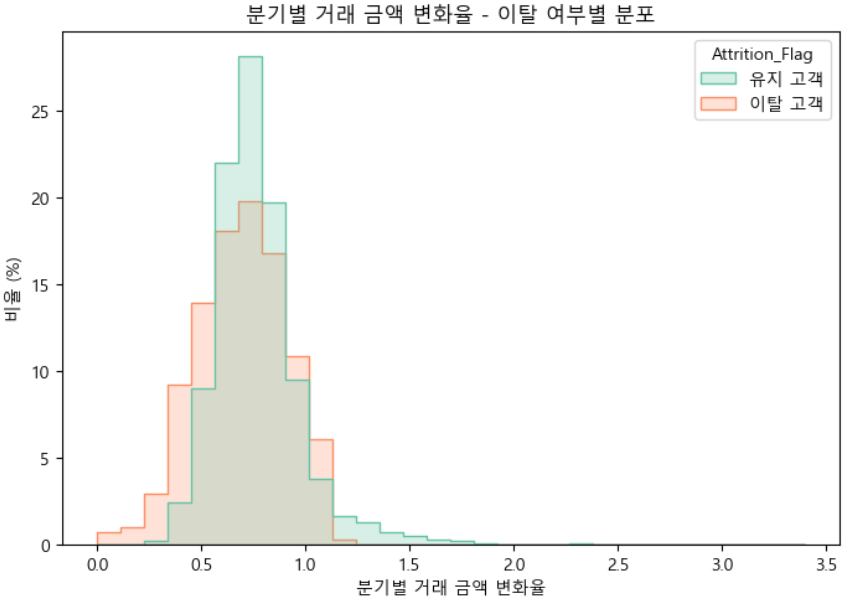 분기별 거래 금액 변화율 - 이탈 여부별 분포
Attrition_Flag
유지 고객
이탈 고객
비율 (%)
25
20
15
10
5
0
0.0 0.5 1.0 1.5 2.0 2.5 3.0 3.5
분기별 거래 금액 변화율